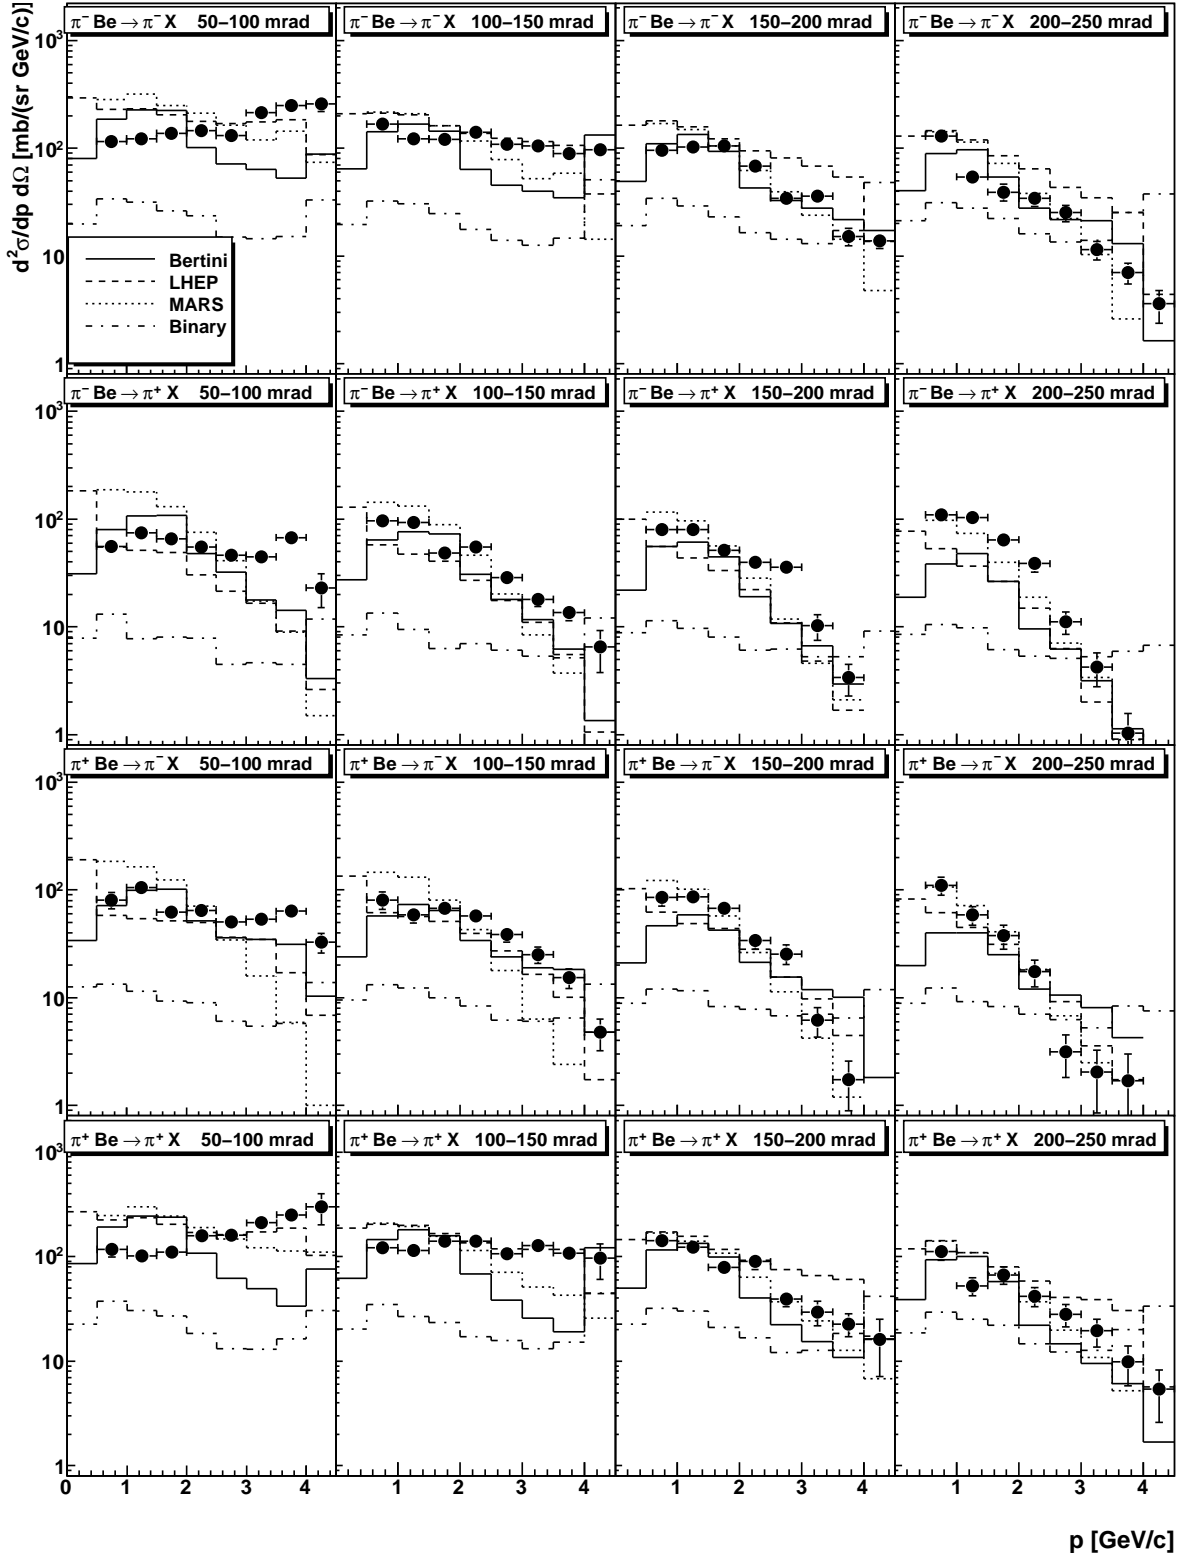 d²σ/dp dΩ [mb/(sr GeV/c)]
π⁻ Be → π⁻ X 50–100 mrad
π⁻ Be → π⁻ X 100–150 mrad
π⁻ Be → π⁻ X 150–200 mrad
π⁻ Be → π⁻ X 200–250 mrad
10³
10²
10
1
Bertini
LHEP
MARS
Binary
π⁻ Be → π⁺ X 50–100 mrad
π⁻ Be → π⁺ X 100–150 mrad
π⁻ Be → π⁺ X 150–200 mrad
π⁻ Be → π⁺ X 200–250 mrad
10³
10²
10
1
π⁺ Be → π⁻ X 50–100 mrad
π⁺ Be → π⁻ X 100–150 mrad
π⁺ Be → π⁻ X 150–200 mrad
π⁺ Be → π⁻ X 200–250 mrad
10³
10²
10
1
π⁺ Be → π⁺ X 50–100 mrad
π⁺ Be → π⁺ X 100–150 mrad
π⁺ Be → π⁺ X 150–200 mrad
π⁺ Be → π⁺ X 200–250 mrad
10³
10²
10
1
0 1 2 3 4 1 2 3 4 1 2 3 4 1 2 3 4
p [GeV/c]